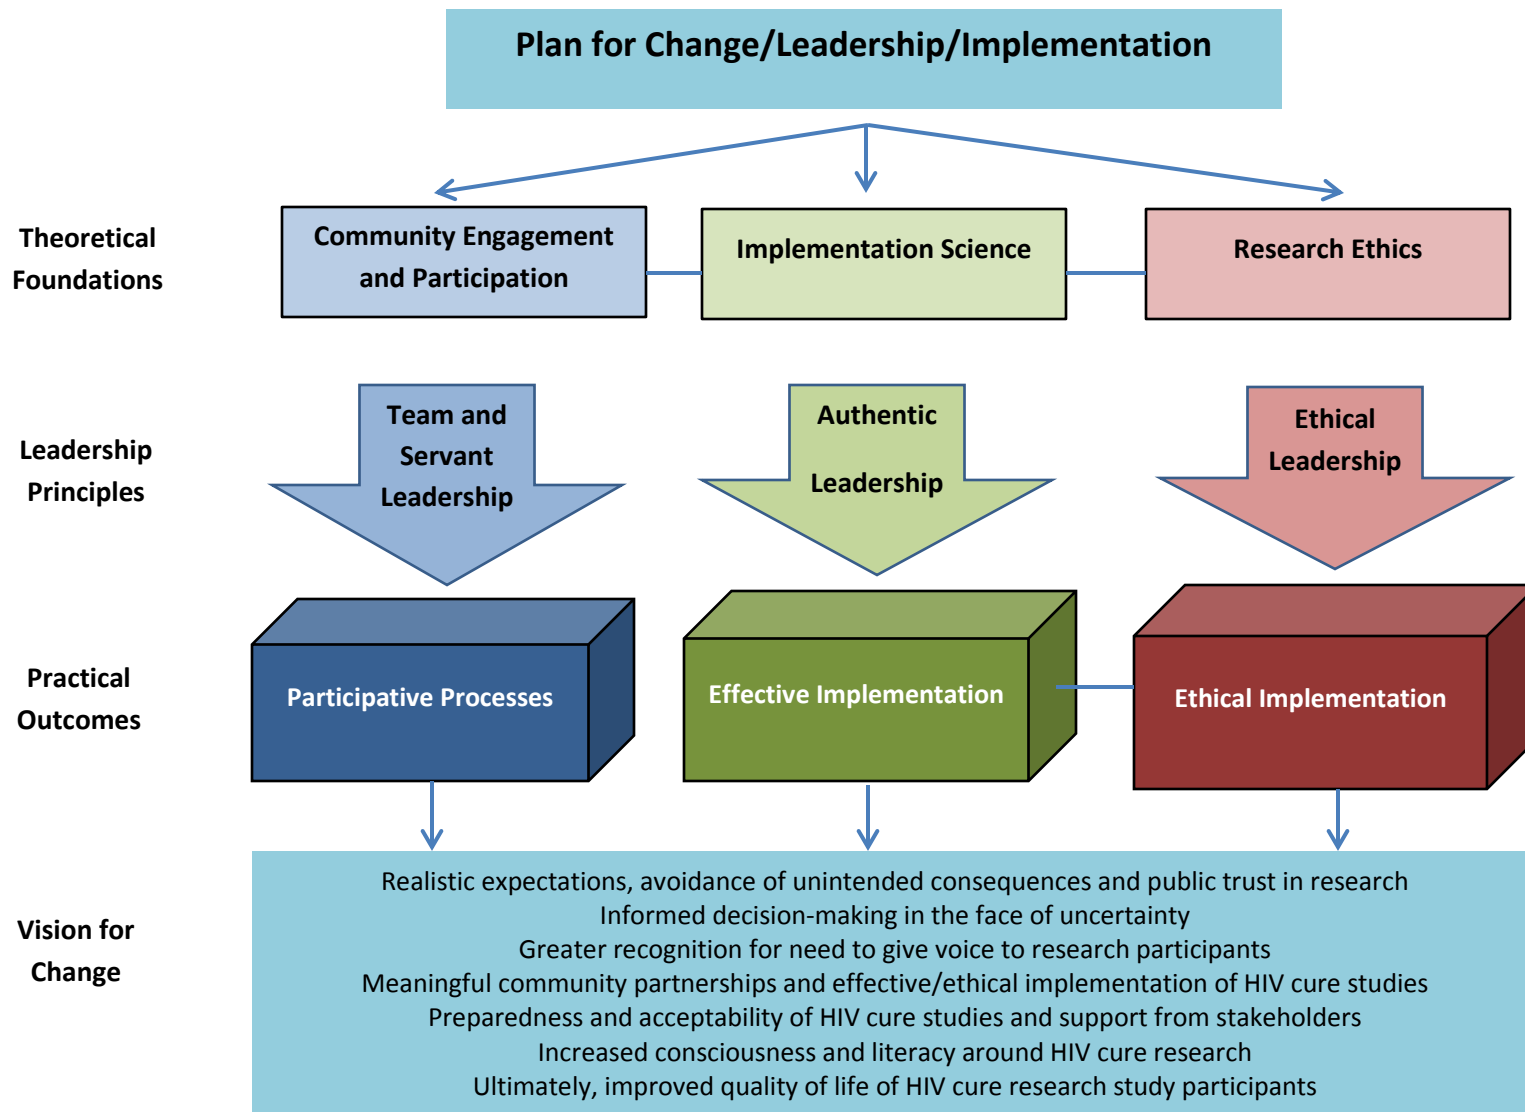 Plan for Change/Leadership/Implementation
Theoretical
Foundations
Community Engagement
and Participation
Implementation Science
Research Ethics
Leadership
Principles
Team and
Servant
Leadership
Authentic
Leadership
Ethical
Leadership
Practical
Outcomes
Participative Processes
Effective Implementation
Ethical Implementation
Vision for
Change
Realistic expectations, avoidance of unintended consequences and public trust in research
Informed decision-making in the face of uncertainty
Greater recognition for need to give voice to research participants
Meaningful community partnerships and effective/ethical implementation of HIV cure studies
Preparedness and acceptability of HIV cure studies and support from stakeholders
Increased consciousness and literacy around HIV cure research
Ultimately, improved quality of life of HIV cure research study participants